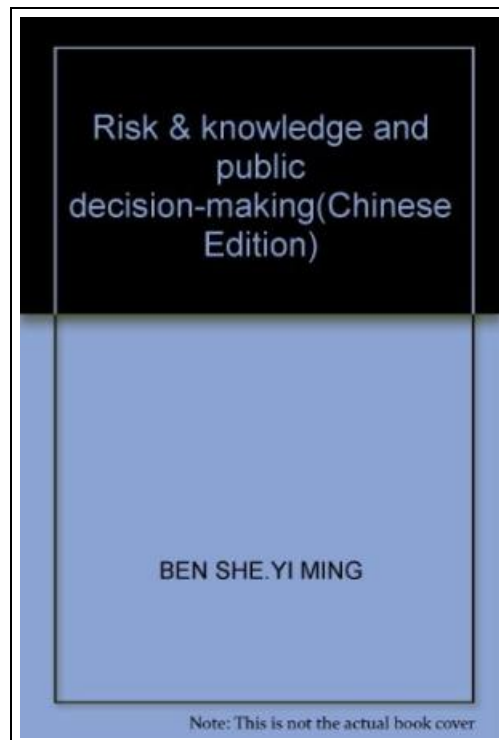 Risk & knowledge and
public
decision-making(Chinese
Edition)
BEN SHE.YI MING
Note: This is not the actual book cover